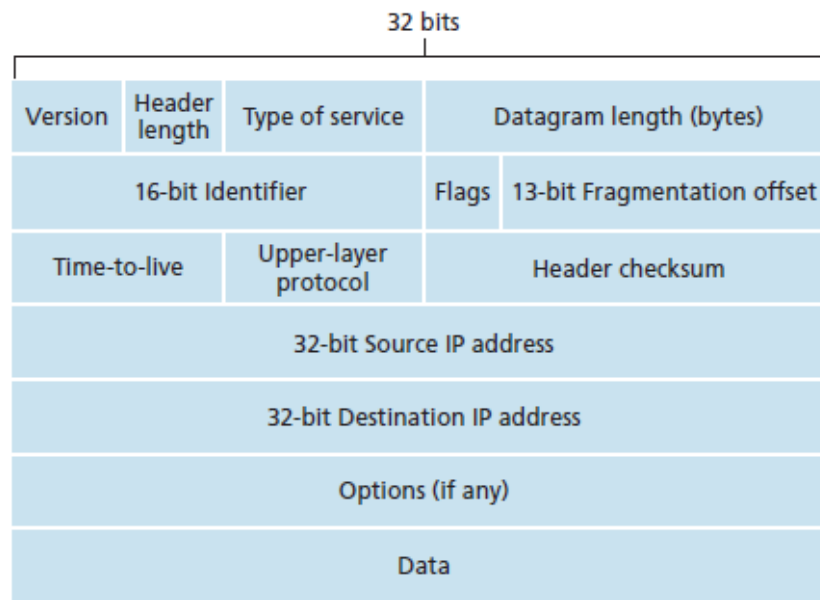 32 bits
Version
Header
length
Type of service
Datagram length (bytes)
16-bit Identifier
Flags
13-bit Fragmentation offset
Time-to-live
Upper-layer
protocol
Header checksum
32-bit Source IP address
32-bit Destination IP address
Options (if any)
Data